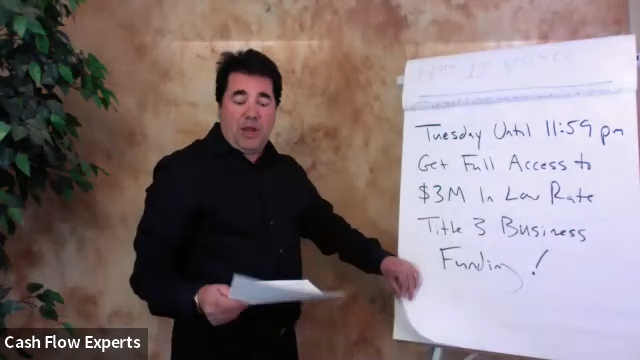 Tuesday Until 11:59 pm
Get Full Access to
$3M In Low Rate
Title 3 Business
Funding!
Cash Flow Experts